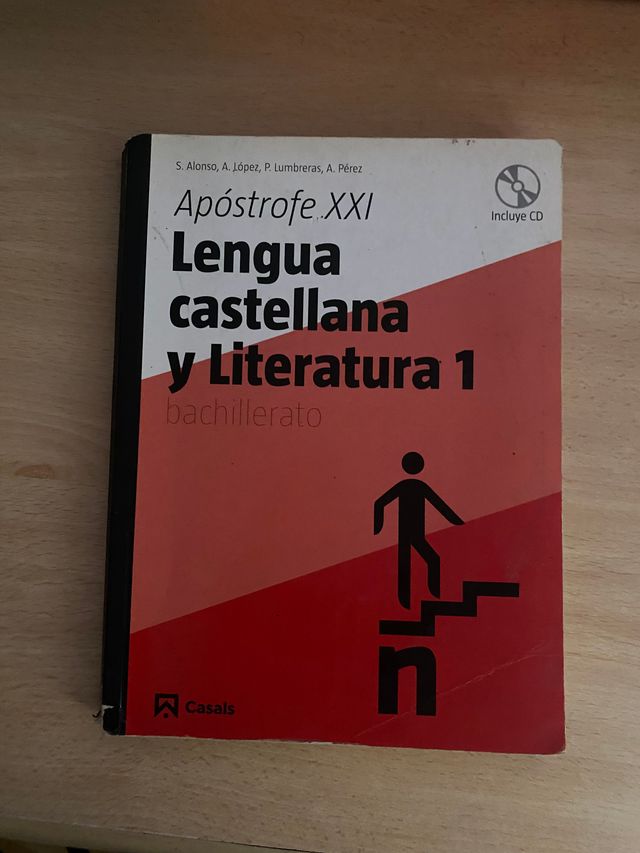 S. Alonso, A. López, P. Lumbreras, A. Pérez
Incluye CD
Apóstrofe XXI
Lengua
castellana
y Literatura 1
bachillerato
n
Casals